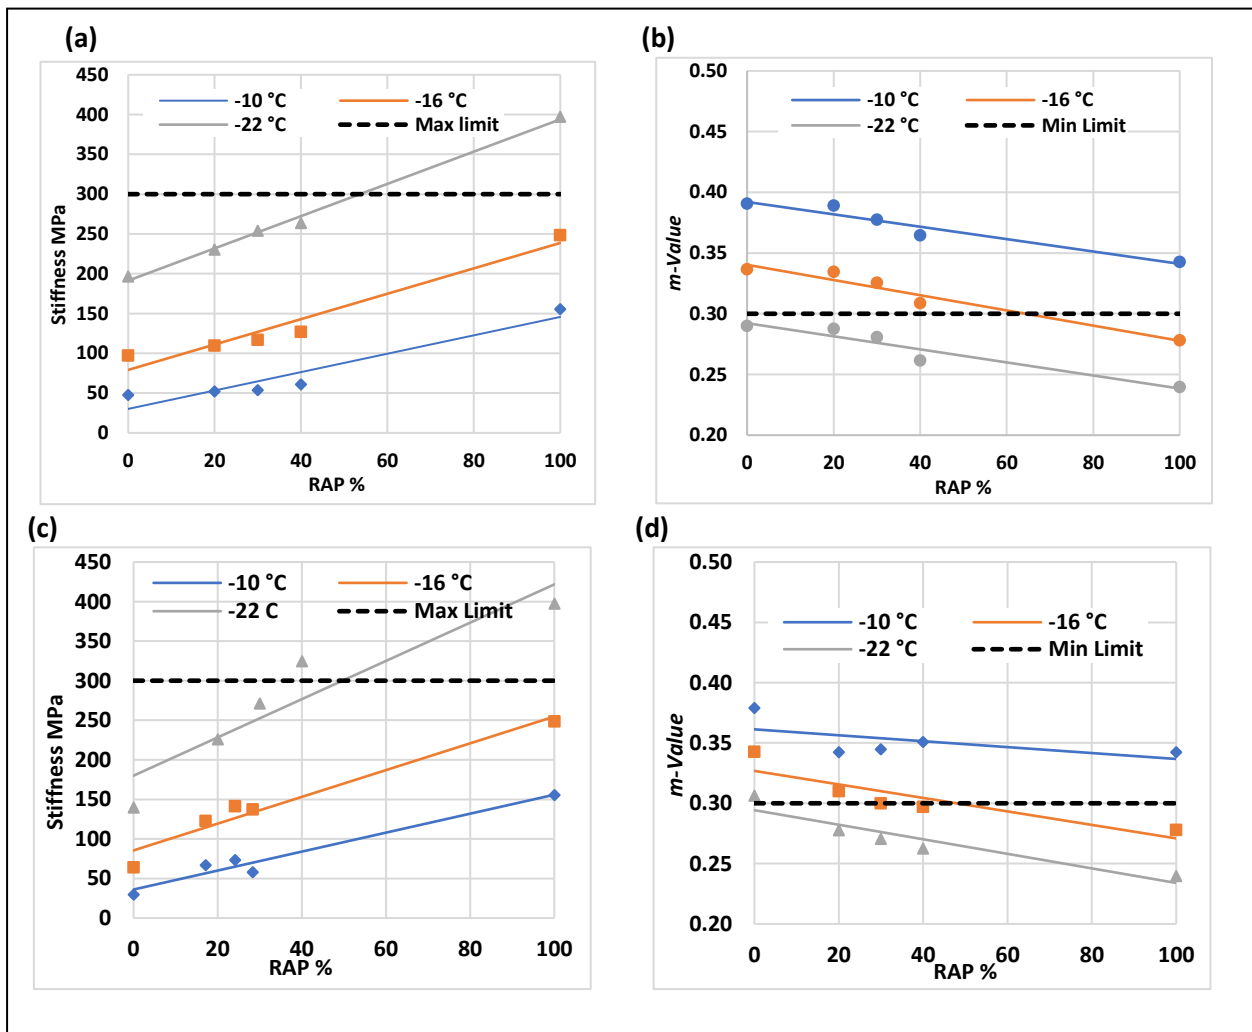 (a)
450
400
350
300
250
200
150
100
50
0
Stiffness MPa
-10 °C
-16 °C
-22 °C
Max limit
0 20 40 60 80 100
RAP %
(b)
0.50
0.45
0.40
0.35
0.30
0.25
0.20
m-Value
-10 °C
-16 °C
-22 °C
Min Limit
0 20 40 60 80 100
RAP %
(c)
450
400
350
300
250
200
150
100
50
0
Stiffness MPa
-10 °C
-16 °C
-22 C
Max Limit
0 20 40 60 80 100
RAP %
(d)
0.50
0.45
0.40
0.35
0.30
0.25
0.20
m-Value
-10 °C
-16 °C
-22 °C
Min Limit
0 20 40 60 80 100
RAP %